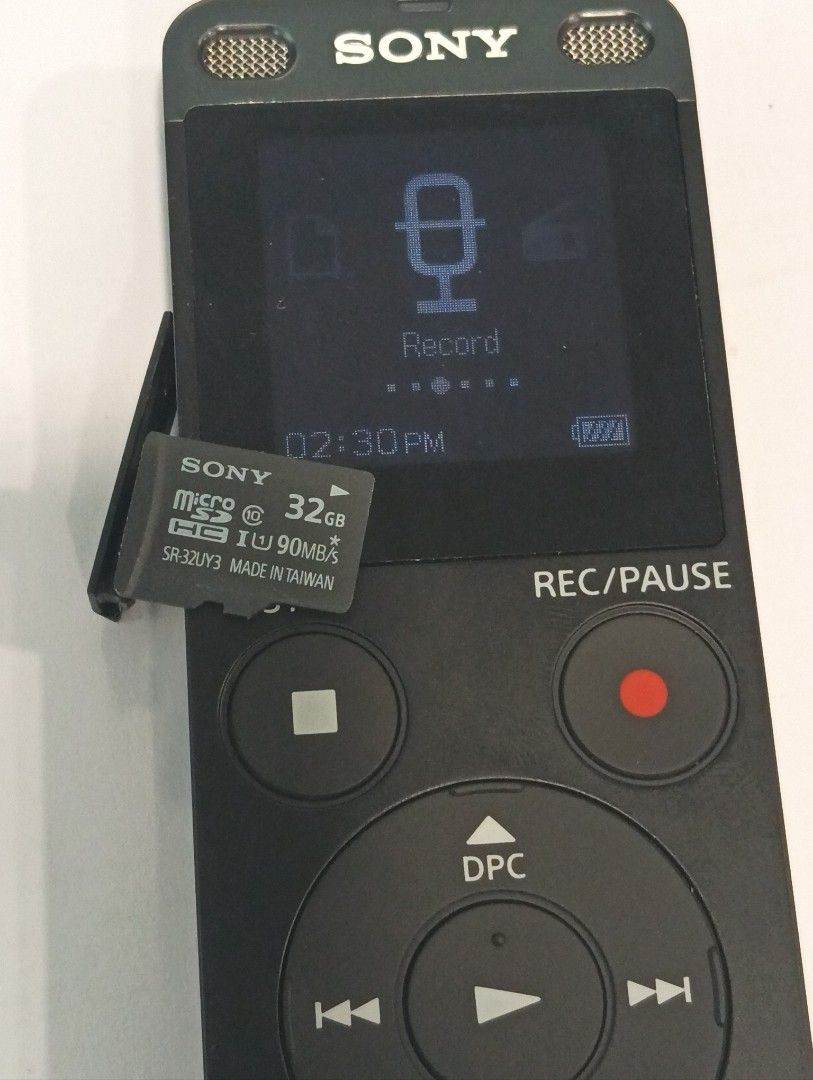 SONY
Record
02:30PM
SONY
micro SD HC 10 32GB
I U1 90MB/s*
SR-32UY3 MADE IN TAIWAN
REC/PAUSE
DPC